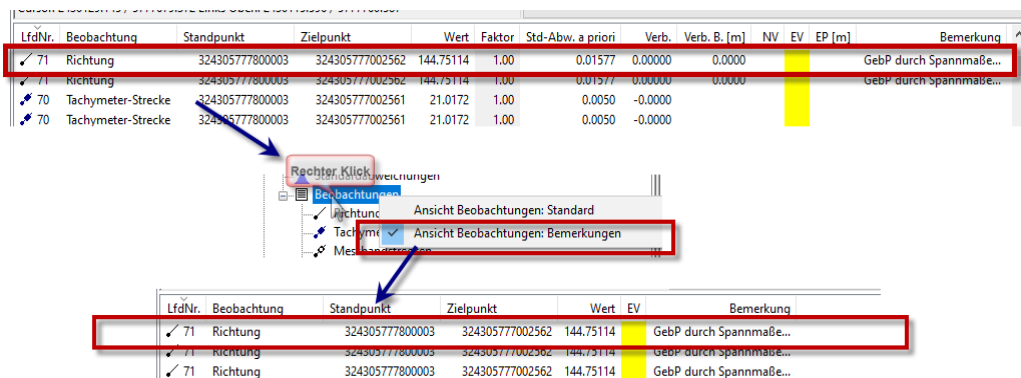 LfdNr. Beobachtung Standpunkt Zielpunkt Wert Faktor Std-Abw. a priori Verb. Verb. B. [m] NV EV EP [m] Bemerkung
71 Richtung 324305777800003 324305777002562 144.75114 1.00 0.01577 0.00000 0.0000 GebP durch Spannmaße...
71 Richtung 324305777800003 324305777002562 144.75114 1.00 0.01577 0.00000 0.0000 GebP durch Spannmaße...
70 Tachymeter-Strecke 324305777800003 324305777002561 21.0172 1.00 0.0050 -0.0000
70 Tachymeter-Strecke 324305777800003 324305777002561 21.0172 1.00 0.0050 -0.0000
Rechter Klick
Standardabweichungen
Beobachtungen
Ansicht Beobachtungen: Standard
Tachyme Ansicht Beobachtungen: Bemerkungen
Messbandstrecken
LfdNr. Beobachtung Standpunkt Zielpunkt Wert EV Bemerkung
71 Richtung 324305777800003 324305777002562 144.75114 GebP durch Spannmaße...
71 Richtung 324305777800003 324305777002562 144.75114 GebP durch Spannmaße...
71 Richtung 324305777800003 324305777002562 144.75114 GebP durch Spannmaße...